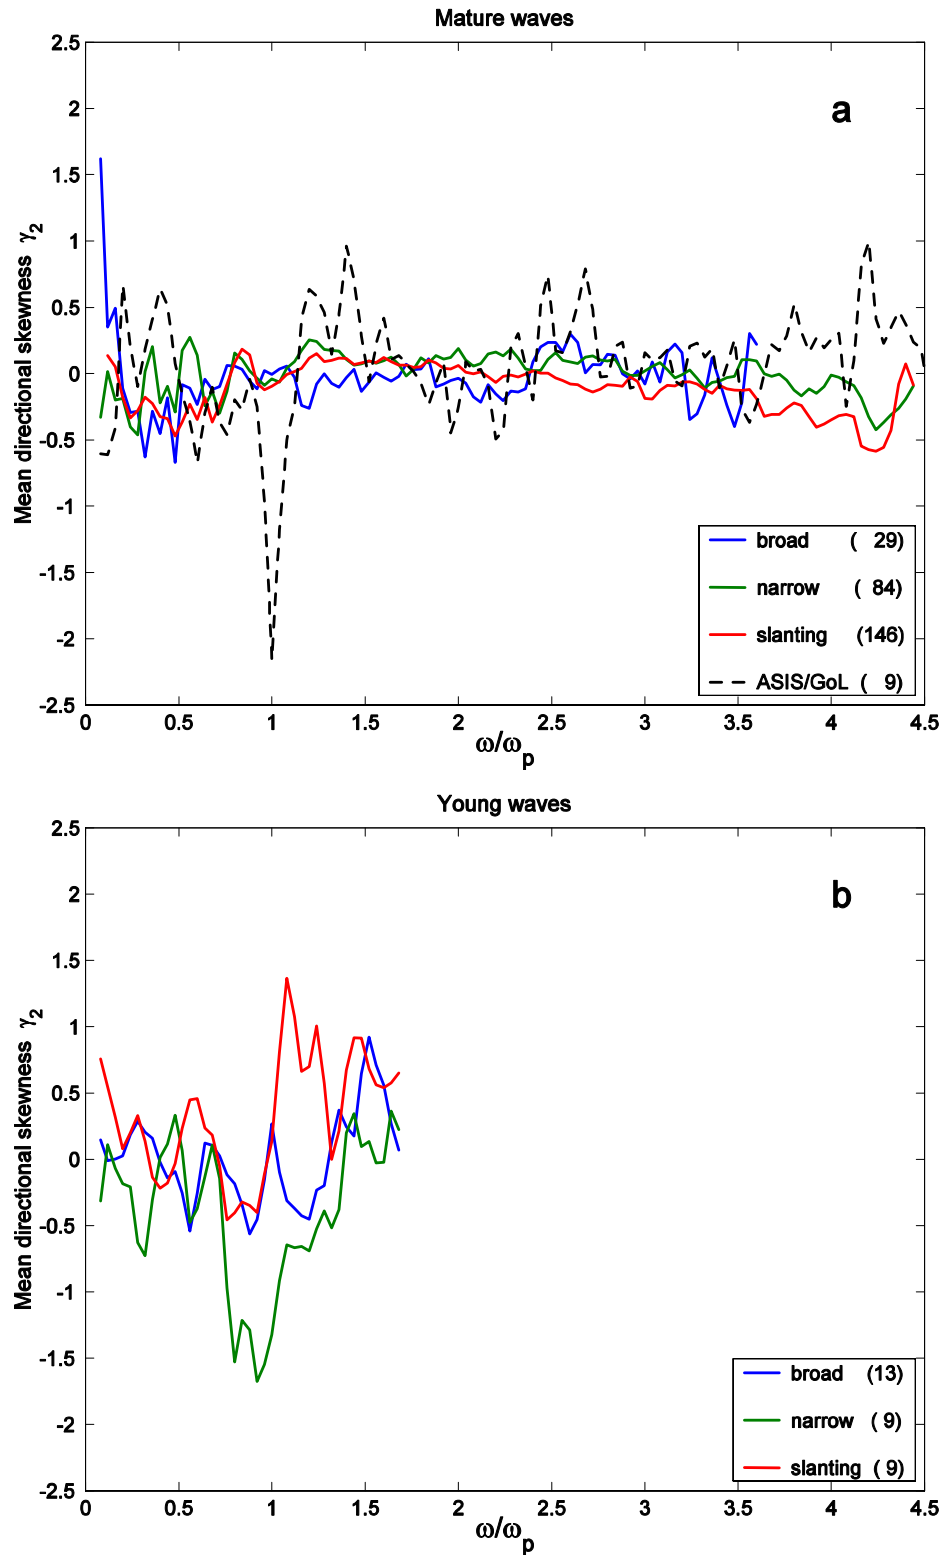 Mature waves
2.5
2
1.5
1
0.5
0
-0.5
-1
-1.5
-2
-2.5
Mean directional skewness γ2
a
broad ( 29)
narrow ( 84)
slanting (146)
ASIS/GoL ( 9)
0 0.5 1 1.5 2 2.5 3 3.5 4 4.5
ω/ωp
Young waves
2.5
2
1.5
1
0.5
0
-0.5
-1
-1.5
-2
-2.5
Mean directional skewness γ2
b
broad (13)
narrow ( 9)
slanting ( 9)
0 0.5 1 1.5 2 2.5 3 3.5 4 4.5
ω/ωp